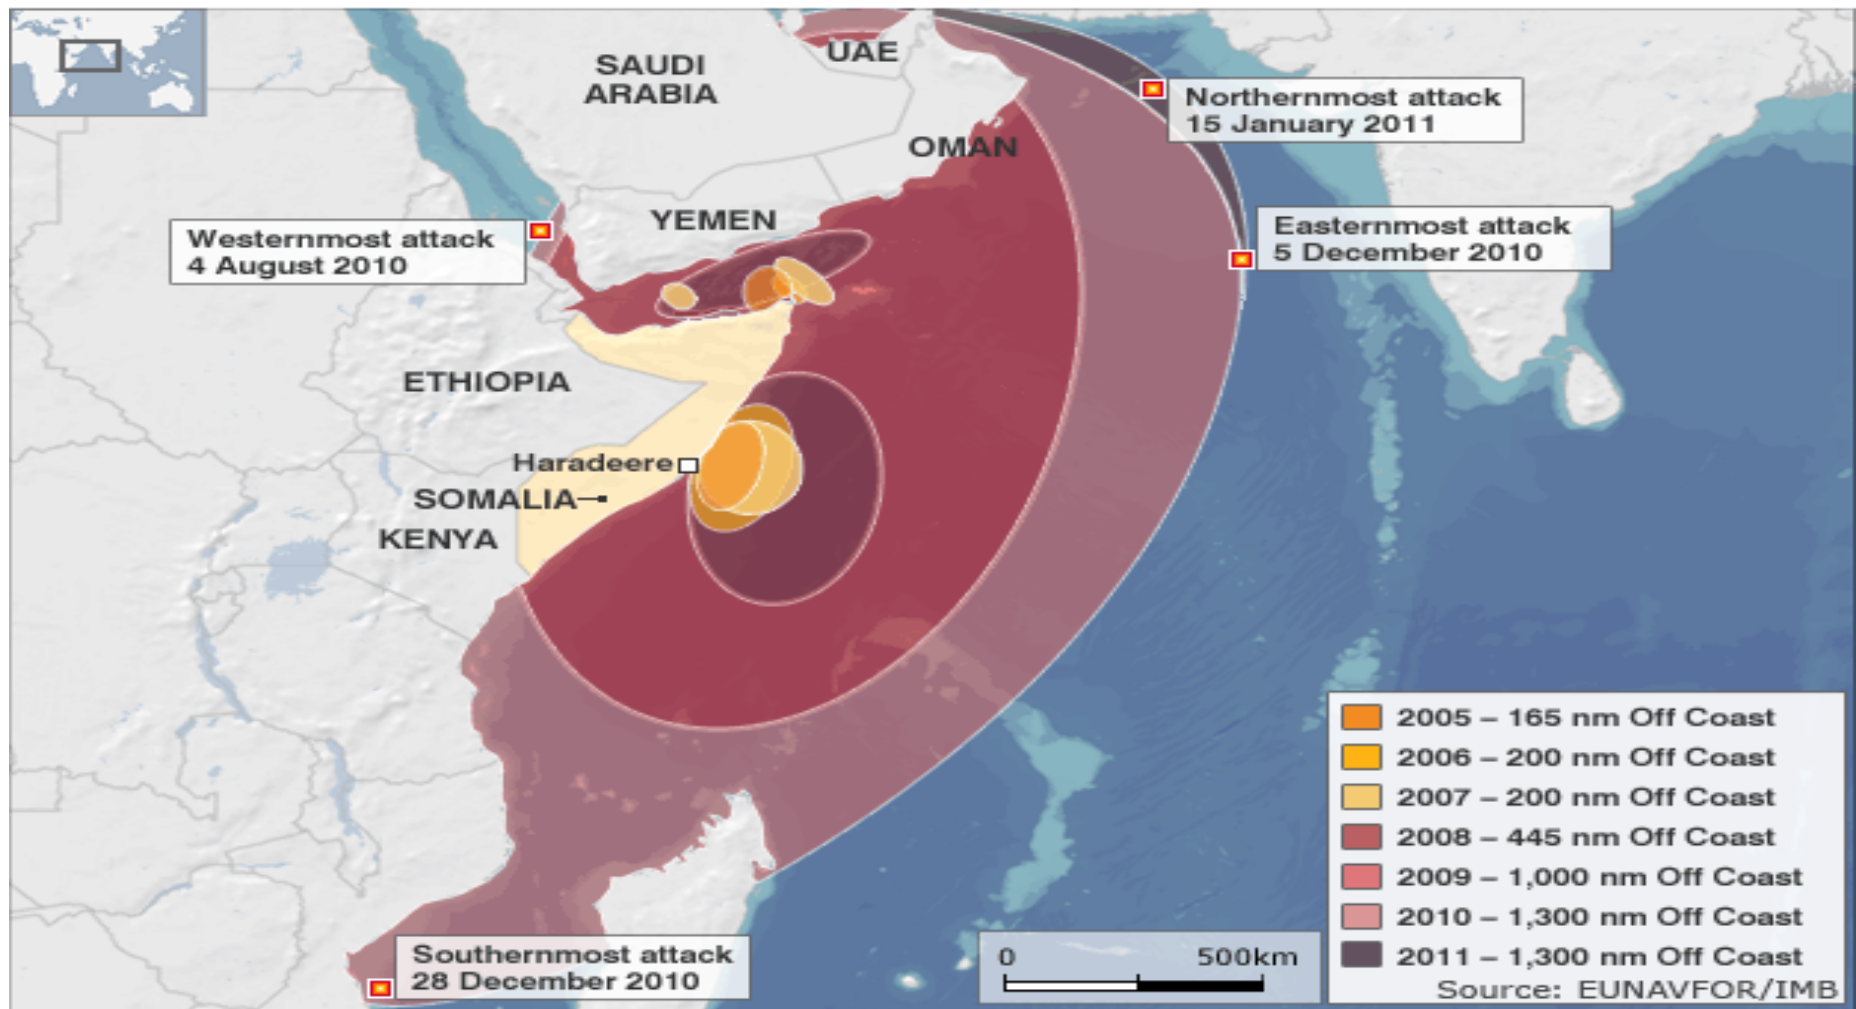 UAE
SAUDI
ARABIA
Northernmost attack
15 January 2011
OMAN
YEMEN
Westernmost attack
4 August 2010
Easternmost attack
5 December 2010
ETHIOPIA
Haradeere
SOMALIA
KENYA
2005 – 165 nm Off Coast
2006 – 200 nm Off Coast
2007 – 200 nm Off Coast
2008 – 445 nm Off Coast
2009 – 1,000 nm Off Coast
2010 – 1,300 nm Off Coast
2011 – 1,300 nm Off Coast
Source: EUNAVFOR/IMB
Southernmost attack
28 December 2010
0 500km